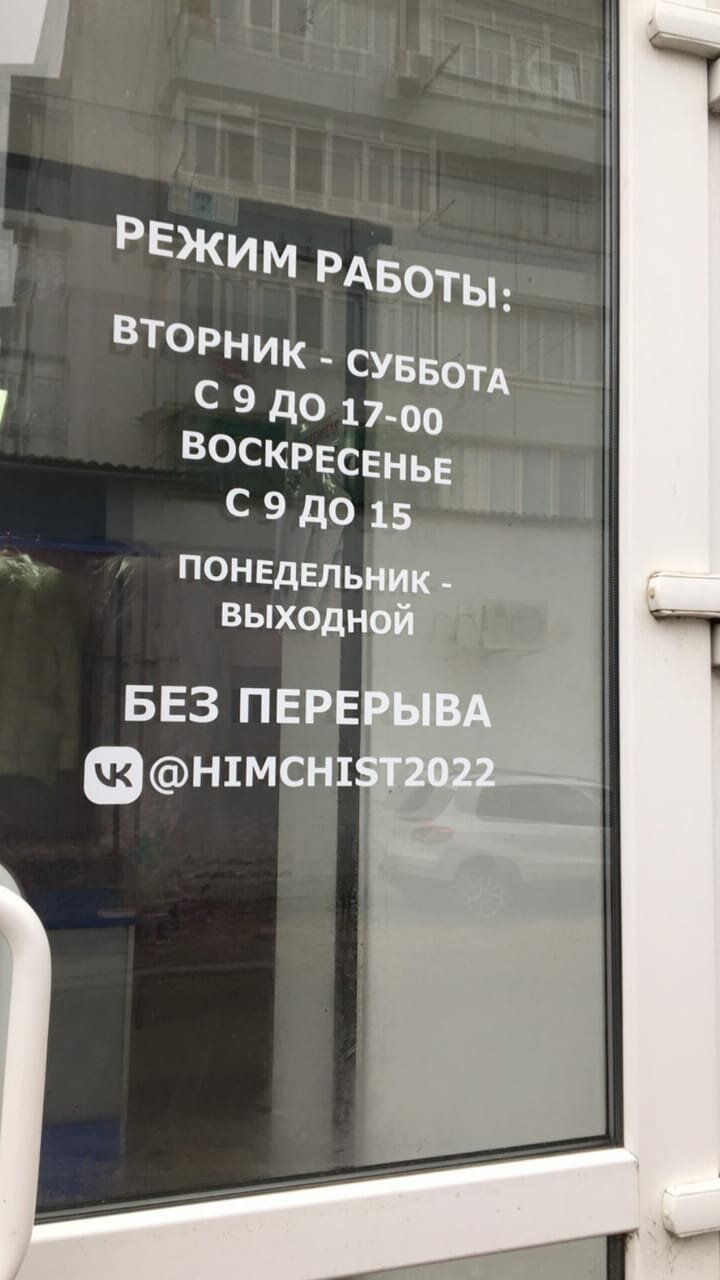 РЕЖИМ РАБОТЫ:
ВТОРНИК - СУББОТА
С 9 ДО 17-00
ВОСКРЕСЕНЬЕ
С 9 ДО 15
ПОНЕДЕЛЬНИК -
ВЫХОДНОЙ
БЕЗ ПЕРЕРЫВА
@HIMCHIST2022